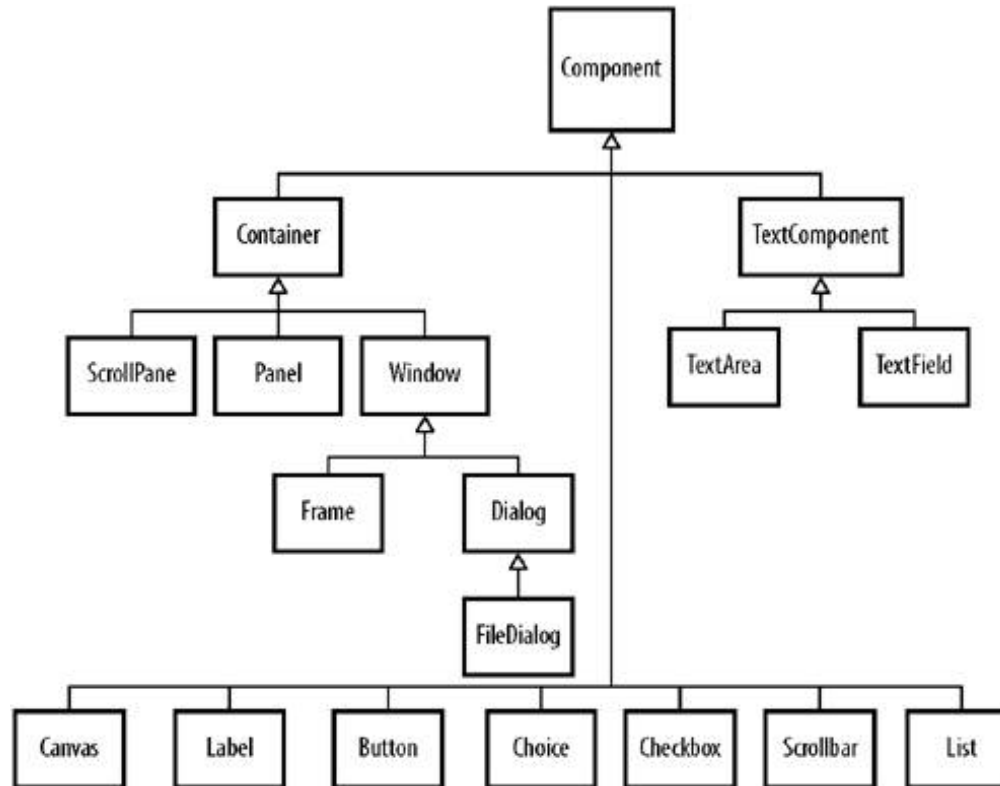 Component
Container
TextComponent
ScrollPane
Panel
Window
TextArea
TextField
Frame
Dialog
FileDialog
Canvas
Label
Button
Choice
Checkbox
Scrollbar
List